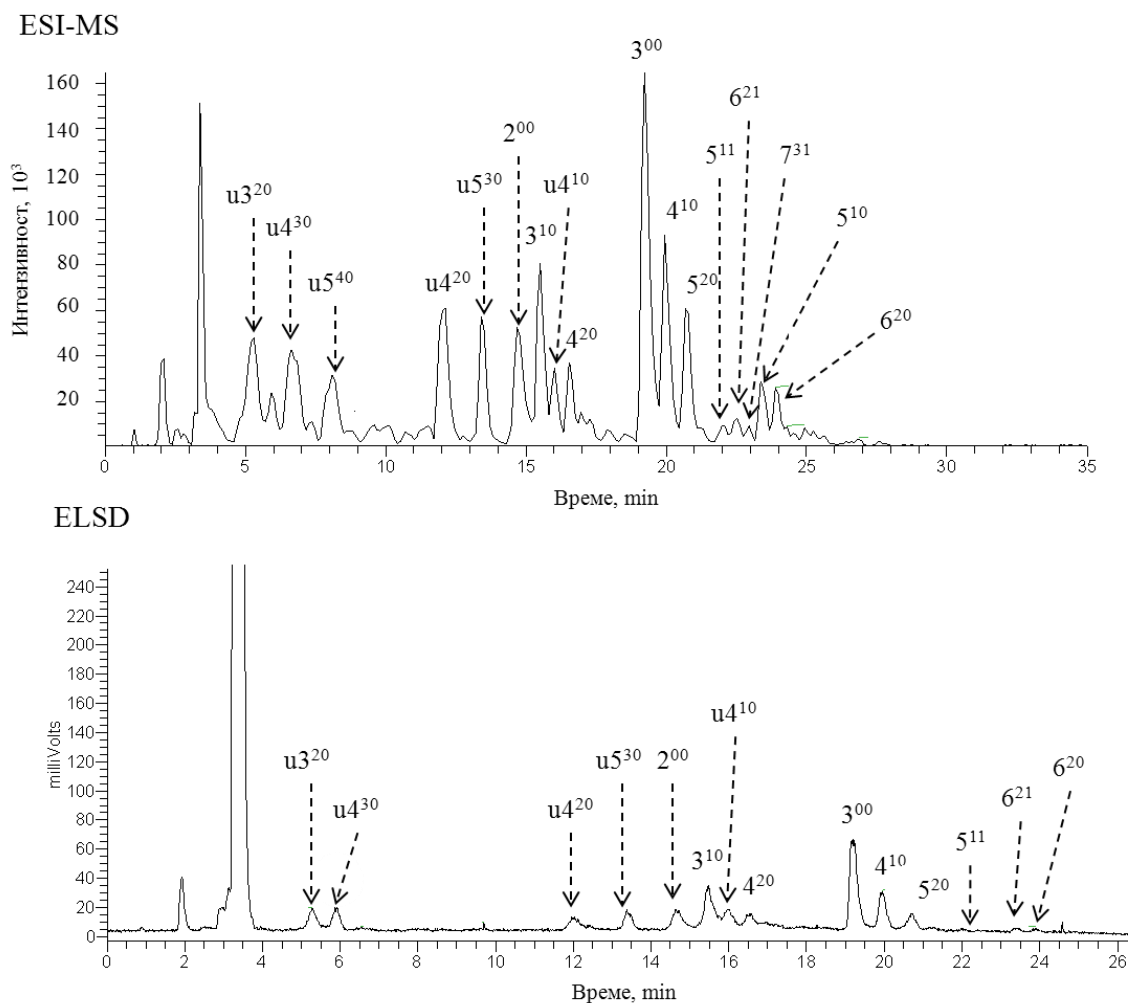 ESI-MS
3⁰⁰
6²¹
2⁰⁰
5¹¹
7³¹
u5³⁰
u4¹⁰
u3²⁰
u4³⁰
3¹⁰
4¹⁰
5¹⁰
u5⁴⁰
u4²⁰
5²⁰
4²⁰
6²⁰
Интензивност, 10³
160
140
120
100
80
60
40
20
0 5 10 15 20 25 30 35
Време, min
ELSD
milliVolts
240
220
200
180
160
140
120
100
80
60
40
20
0
u4¹⁰
u3²⁰
u5³⁰
2⁰⁰
6²⁰
u4³⁰
u4²⁰
6²¹
3⁰⁰
5¹¹
3¹⁰
4¹⁰
4²⁰
5²⁰
0 2 4 6 8 10 12 14 16 18 20 22 24 26
Време, min